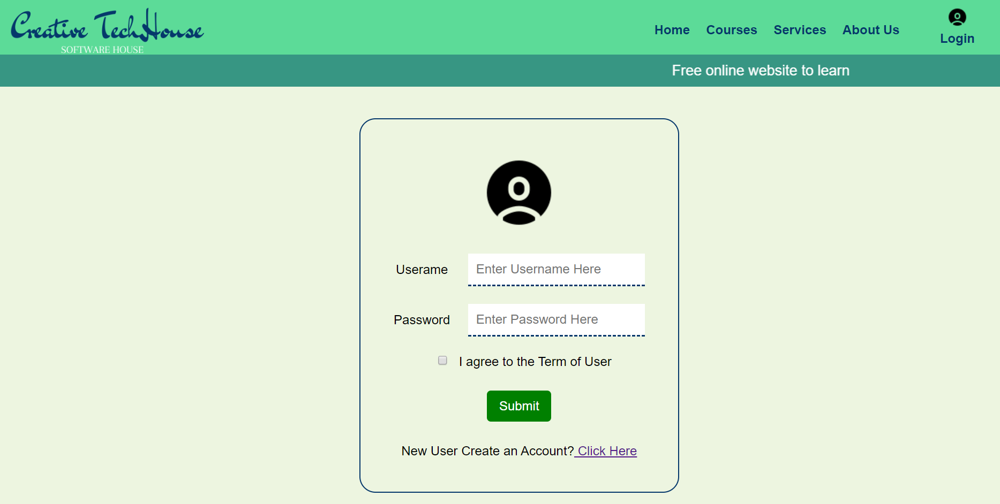 Creative TechHouse
SOFTWARE HOUSE
Home Courses Services About Us
Login
Free online website to learn
Userame Enter Username Here
Password Enter Password Here
I agree to the Term of User
Submit
New User Create an Account? Click Here